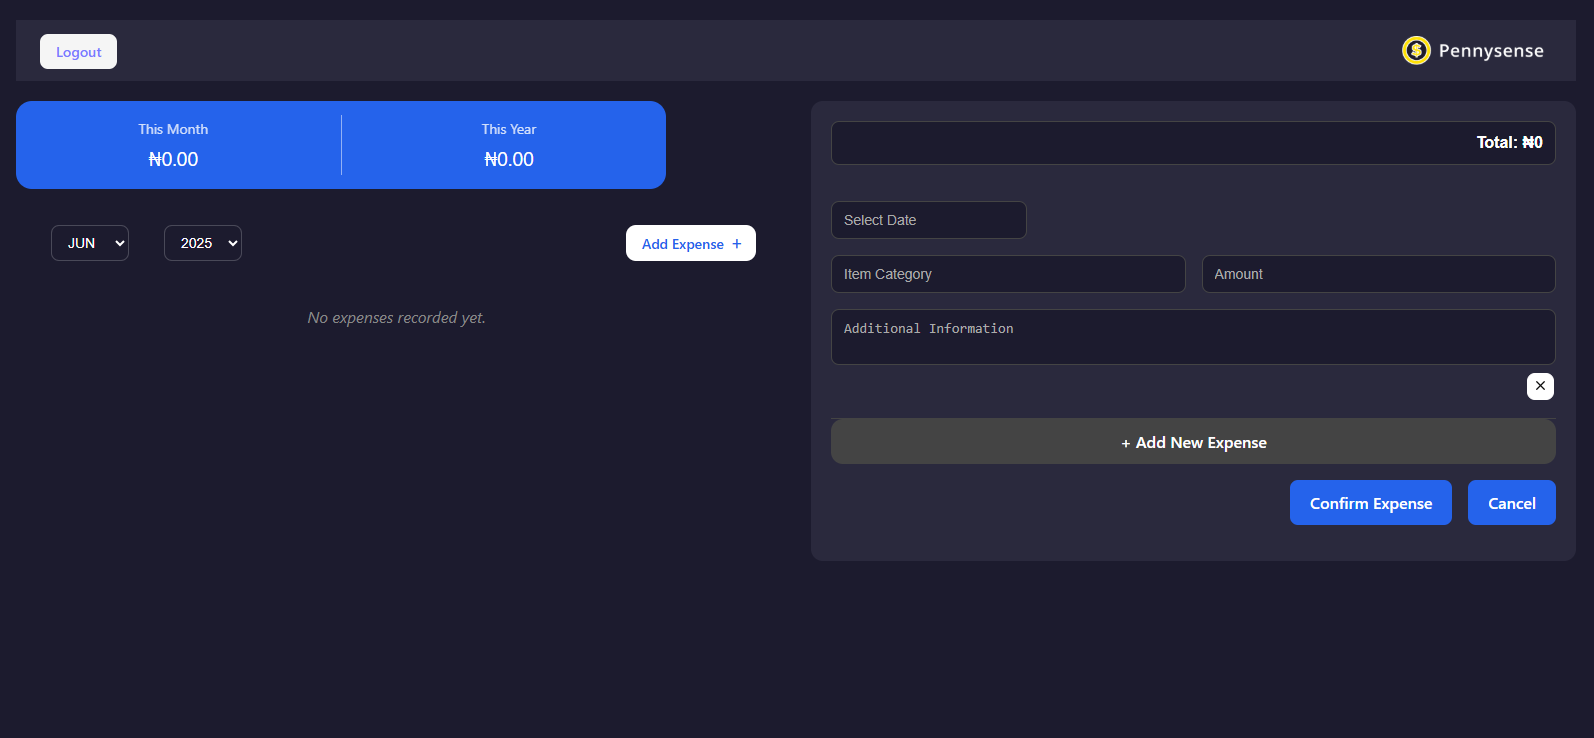 Logout
Pennysense
This Month
This Year
₦0.00
₦0.00
Total: ₦0
Select Date
JUN
2025
Add Expense +
Item Category
Amount
No expenses recorded yet.
Additional Information
×
+ Add New Expense
Confirm Expense
Cancel